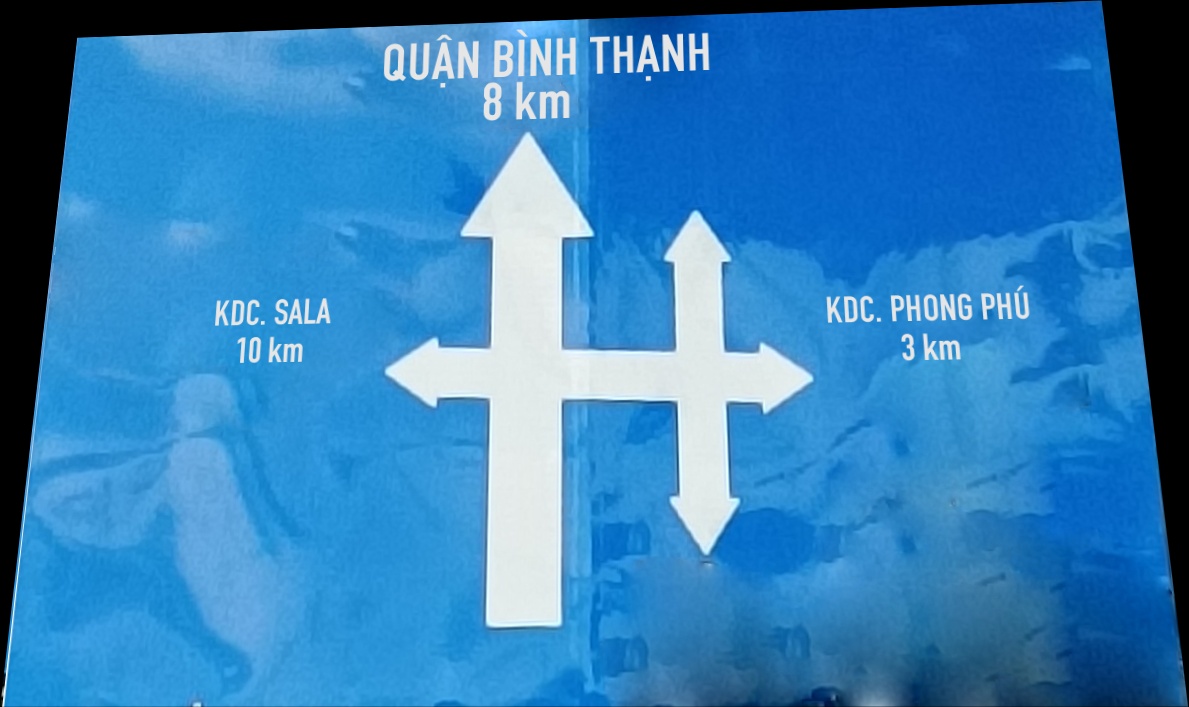 QUẬN BÌNH THẠNH
8 km
KDC. SALA
10 km
KDC. PHONG PHÚ
3 km